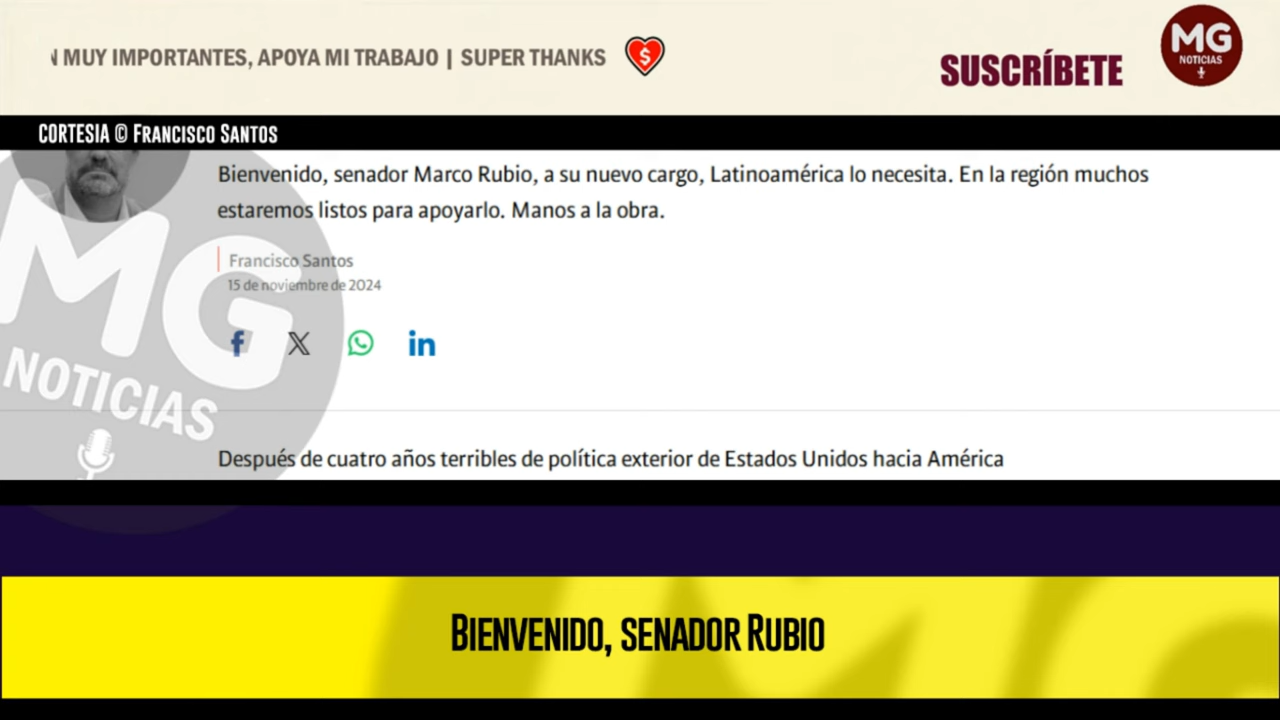 MUY IMPORTANTES, APOYA MI TRABAJO | SUPER THANKS
$
SUSCRÍBETE
MG
NOTICIAS
CORTESIA © FRANCISCO SANTOS
Bienvenido, senador Marco Rubio, a su nuevo cargo, Latinoamérica lo necesita. En la región muchos
estaremos listos para apoyarlo. Manos a la obra.
Francisco Santos
15 de noviembre de 2024
MG
NOTICIAS
Después de cuatro años terribles de política exterior de Estados Unidos hacia América
BIENVENIDO, SENADOR RUBIO